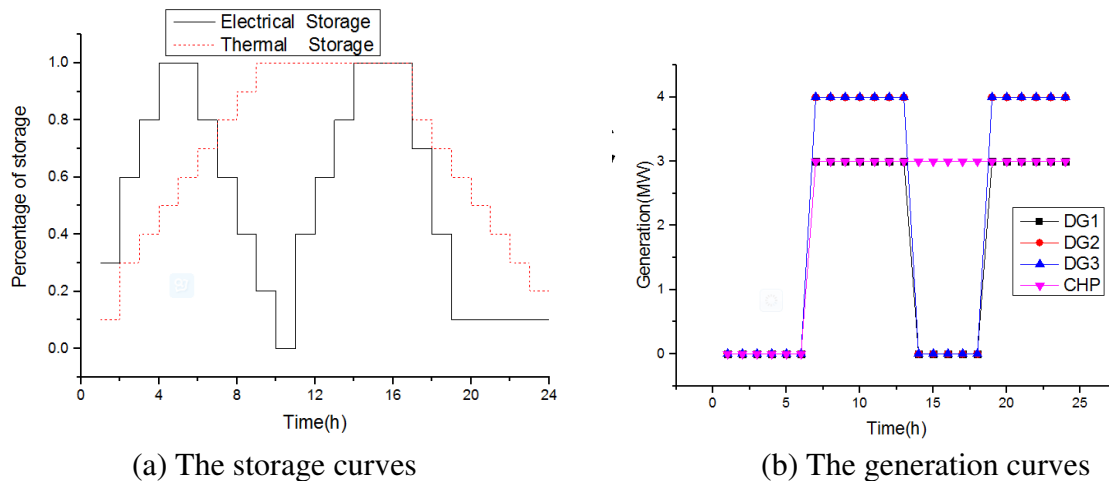 Electrical Storage
Thermal Storage
Percentage of storage
1.0
0.8
0.6
0.4
0.2
0.0
0 4 8 12 16 20 24
Time(h)
(a) The storage curves
Generation(MW)
4
3
2
1
0
DG1
DG2
DG3
CHP
0 5 10 15 20 25
Time(h)
(b) The generation curves